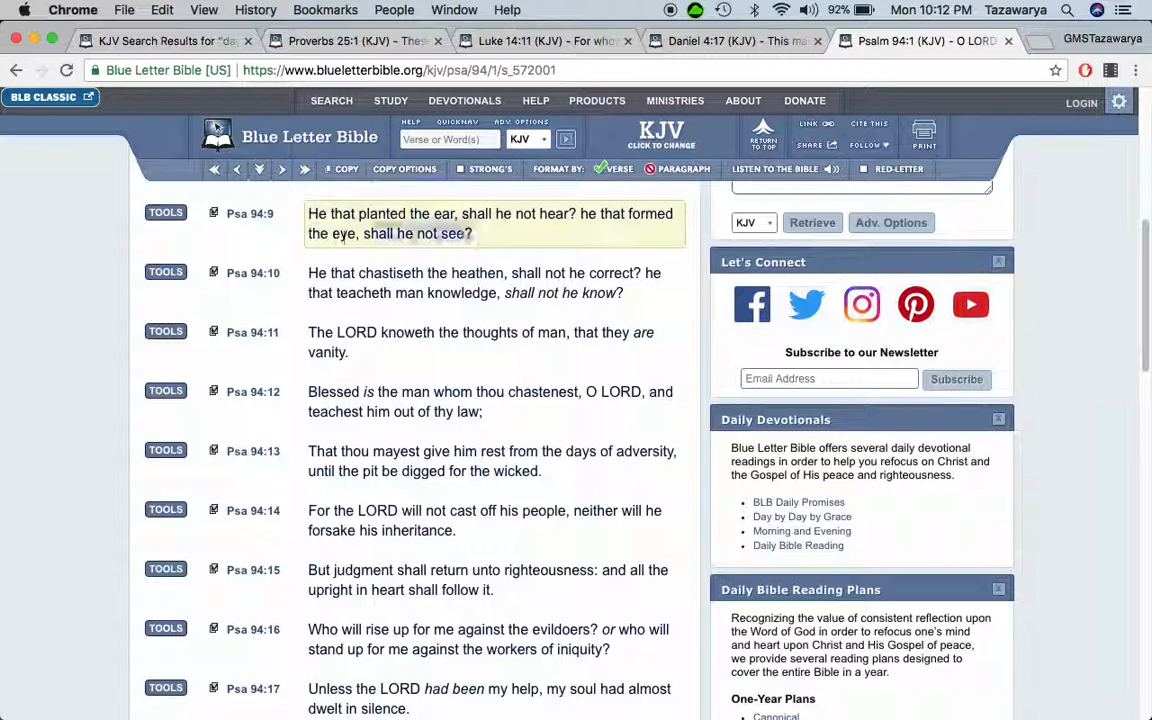 Chrome File Edit View History Bookmarks People Window Help 92% Mon 10:12 PM Tazawarya
KJV Search Results for "da × Proverbs 25:1 (KJV) - These × Luke 14:11 (KJV) - For who × Daniel 4:17 (KJV) - This ma × Psalm 94:1 (KJV) - O LORD × GMSTazawarya
Blue Letter Bible [US] https://www.blueletterbible.org/kjv/psa/94/1/s_572001
BLB CLASSIC
SEARCH STUDY DEVOTIONALS HELP PRODUCTS MINISTRIES ABOUT DONATE LOGIN
Blue Letter Bible
HELP QUICKNAV ADV. OPTIONS
Verse or Word(s) KJV
KJV
CLICK TO CHANGE
RETURN
TO TOP
LINK CITE THIS
SHARE FOLLOW
PRINT
COPY COPY OPTIONS STRONG'S FORMAT BY: VERSE PARAGRAPH LISTEN TO THE BIBLE RED-LETTER
TOOLS Psa 94:9 He that planted the ear, shall he not hear? he that formed
the eye, shall he not see?
TOOLS Psa 94:10 He that chastiseth the heathen, shall not he correct? he
that teacheth man knowledge, shall not he know?
TOOLS Psa 94:11 The LORD knoweth the thoughts of man, that they are
vanity.
TOOLS Psa 94:12 Blessed is the man whom thou chastenest, O LORD, and
teachest him out of thy law;
TOOLS Psa 94:13 That thou mayest give him rest from the days of adversity,
until the pit be digged for the wicked.
TOOLS Psa 94:14 For the LORD will not cast off his people, neither will he
forsake his inheritance.
TOOLS Psa 94:15 But judgment shall return unto righteousness: and all the
upright in heart shall follow it.
TOOLS Psa 94:16 Who will rise up for me against the evildoers? or who will
stand up for me against the workers of iniquity?
TOOLS Psa 94:17 Unless the LORD had been my help, my soul had almost
dwelt in silence.
KJV Retrieve Adv. Options
Let's Connect
Subscribe to our Newsletter
Email Address Subscribe
Daily Devotionals
Blue Letter Bible offers several daily devotional
readings in order to help you refocus on Christ and
the Gospel of His peace and righteousness.
BLB Daily Promises
Day by Day by Grace
Morning and Evening
Daily Bible Reading
Daily Bible Reading Plans
Recognizing the value of consistent reflection upon
the Word of God in order to refocus one's mind
and heart upon Christ and His Gospel of peace,
we provide several reading plans designed to
cover the entire Bible in a year.
One-Year Plans
Canonical